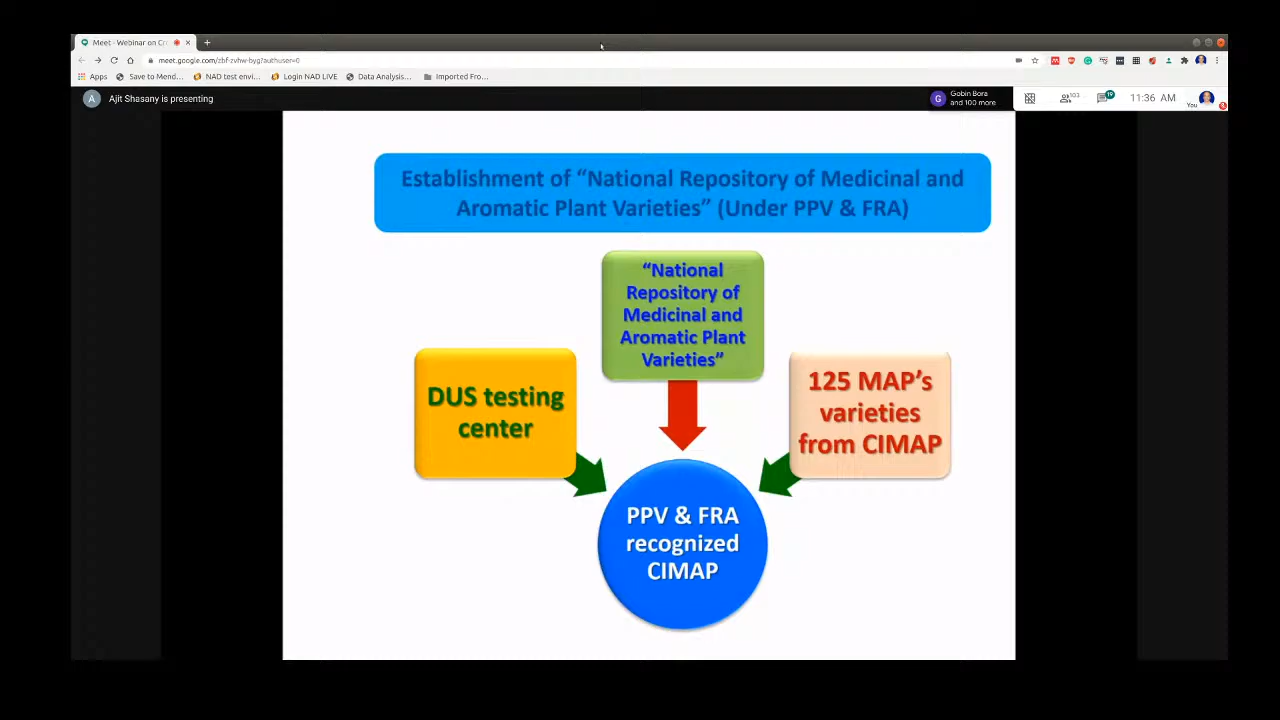 Meet - Webinar on Cr
meet.google.com/zbf-zvhw-byg?authuser=0
Apps Save to Mend... NAD test envi... Login NAD LIVE Data Analysis... Imported Fro...
A Ajit Shasany is presenting
G Gobin Bora
and 100 more
103
19
11:36 AM
You
Establishment of “National Repository of Medicinal and
Aromatic Plant Varieties” (Under PPV & FRA)
“National
Repository of
Medicinal and
Aromatic Plant
Varieties”
DUS testing
center
125 MAP’s
varieties
from CIMAP
PPV & FRA
recognized
CIMAP